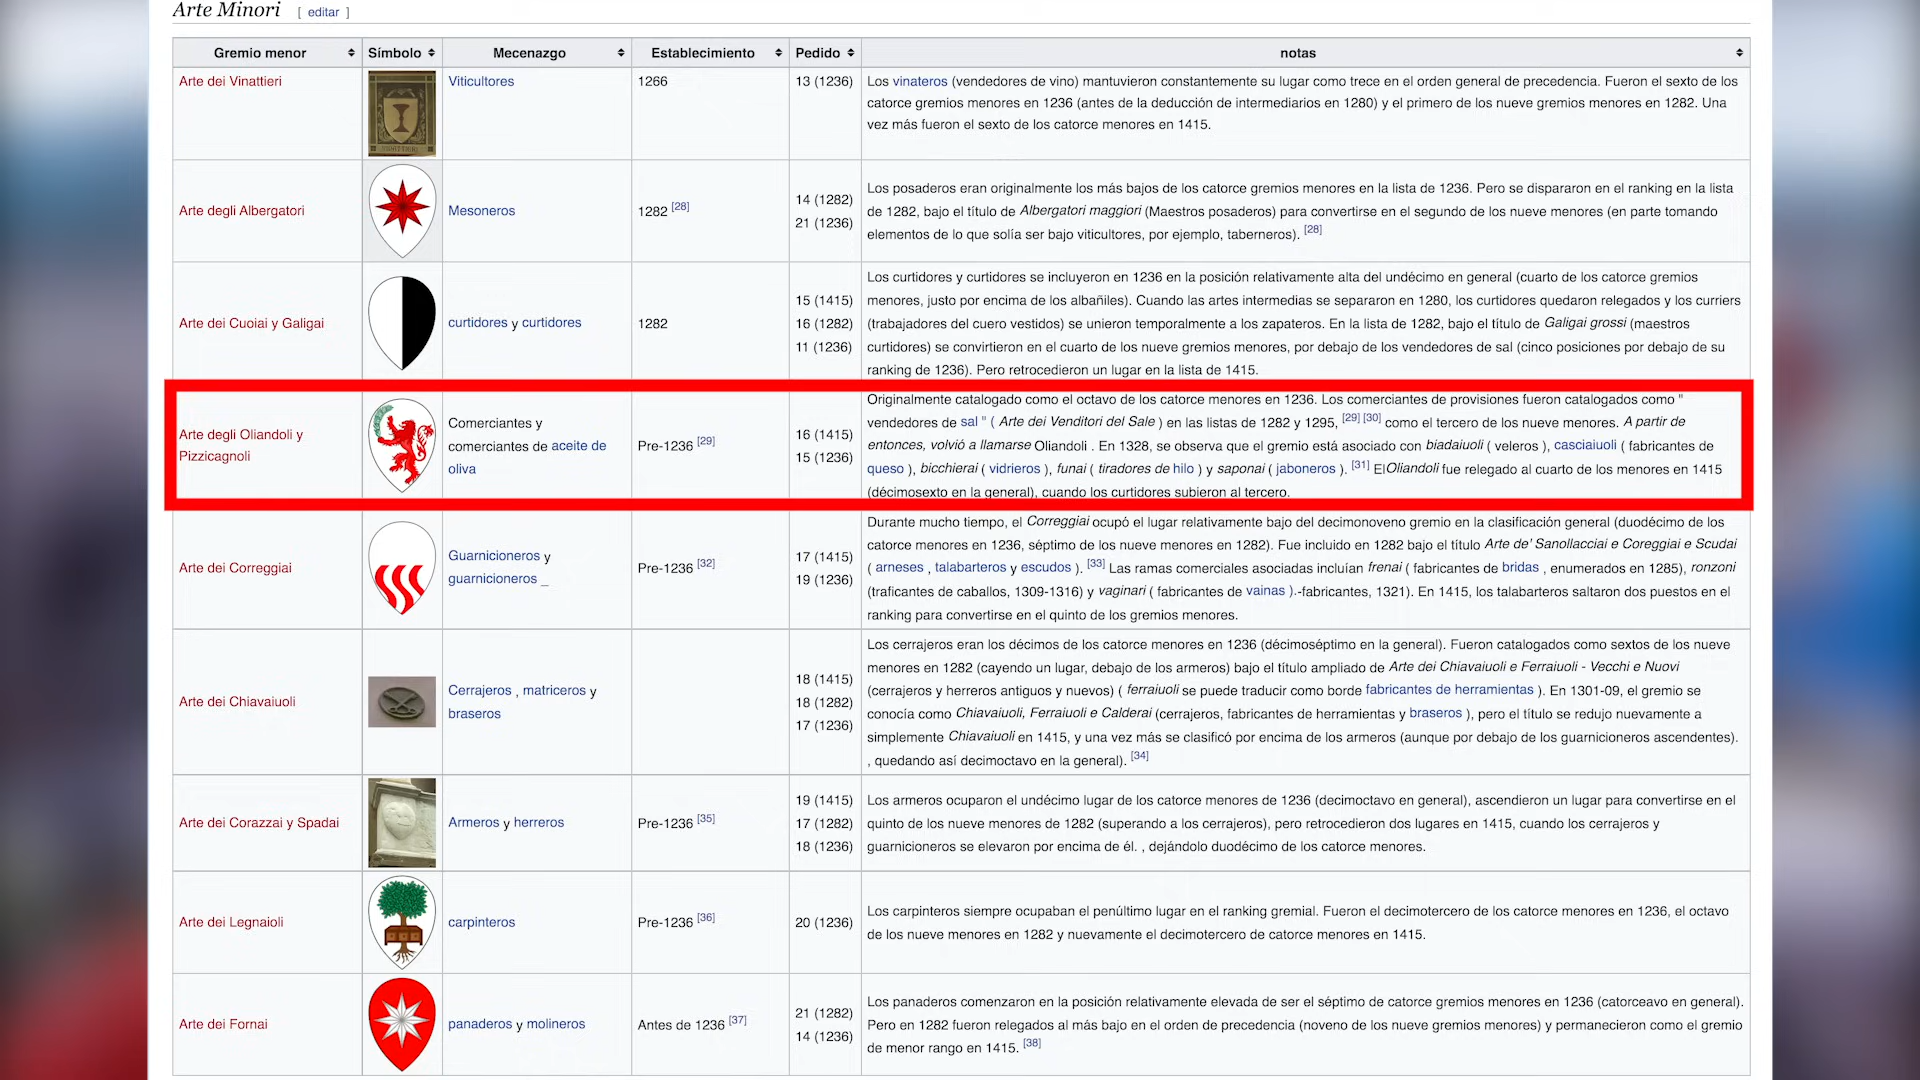 Arte Minori [ editar ]
Gremio menor Símbolo Mecenazgo Establecimiento Pedido notas
Arte dei Vinattieri Viticultores 1266 13 (1236)
Los vinateros (vendedores de vino) mantuvieron constantemente su lugar como trece en el orden general de precedencia. Fueron el sexto de los
catorce gremios menores en 1236 (antes de la deducción de intermediarios en 1280) y el primero de los nueve gremios menores en 1282. Una
vez más fueron el sexto de los catorce menores en 1415.
Arte degli Albergatori Mesoneros 1282 [28]
14 (1282)
21 (1236)
Los posaderos eran originalmente los más bajos de los catorce gremios menores en la lista de 1236. Pero se dispararon en el ranking en la lista
de 1282, bajo el título de Albergatori maggiori (Maestros posaderos) para convertirse en el segundo de los nueve menores (en parte tomando
elementos de lo que solía ser bajo viticultores, por ejemplo, taberneros). [28]
Arte dei Cuoiai y Galigai curtidores y curtidores 1282
15 (1415)
16 (1282)
11 (1236)
Los curtidores y curtidores se incluyeron en 1236 en la posición relativamente alta del undécimo en general (cuarto de los catorce gremios
menores, justo por encima de los albañiles). Cuando las artes intermedias se separaron en 1280, los curtidores quedaron relegados y los curriers
(trabajadores del cuero vestidos) se unieron temporalmente a los zapateros. En la lista de 1282, bajo el título de Galigai grossi (maestros
curtidores) se convirtieron en el cuarto de los nueve gremios menores, por debajo de los vendedores de sal (cinco posiciones por debajo de su
ranking de 1236). Pero retrocedieron un lugar en la lista de 1415.
Arte degli Oliandoli y
Pizzicagnoli
Comerciantes y
comerciantes de aceite de
oliva
Pre-1236 [29]
16 (1415)
15 (1236)
Originalmente catalogado como el octavo de los catorce menores en 1236. Los comerciantes de provisiones fueron catalogados como "
vendedores de sal " ( Arte dei Venditori del Sale ) en las listas de 1282 y 1295, [29] [30] como el tercero de los nueve menores. A partir de
entonces, volvió a llamarse Oliandoli . En 1328, se observa que el gremio está asociado con biadaiuoli ( veleros ), casciaiuoli ( fabricantes de
queso ), bicchierai ( vidrieros ), funai ( tiradores de hilo ) y saponai ( jaboneros ). [31] ElOliandoli fue relegado al cuarto de los menores en 1415
(décimosexto en la general), cuando los curtidores subieron al tercero.
Arte dei Correggiai
Guarnicioneros y
guarnicioneros _
Pre-1236 [32]
17 (1415)
19 (1236)
Durante mucho tiempo, el Correggiai ocupó el lugar relativamente bajo del decimonoveno gremio en la clasificación general (duodécimo de los
catorce menores en 1236, séptimo de los nueve menores en 1282). Fue incluido en 1282 bajo el título Arte de' Sanollacciai e Coreggiai e Scudai
( arneses , talabarteros y escudos ). [33] Las ramas comerciales asociadas incluían frenai ( fabricantes de bridas , enumerados en 1285), ronzoni
(traficantes de caballos, 1309-1316) y vaginari ( fabricantes de vainas ).-fabricantes, 1321). En 1415, los talabarteros saltaron dos puestos en el
ranking para convertirse en el quinto de los gremios menores.
Arte dei Chiavaiuoli
Cerrajeros , matriceros y
braseros
18 (1415)
18 (1282)
17 (1236)
Los cerrajeros eran los décimos de los catorce menores en 1236 (décimoséptimo en la general). Fueron catalogados como sextos de los nueve
menores en 1282 (cayendo un lugar, debajo de los armeros) bajo el título ampliado de Arte dei Chiavaiuoli e Ferraiuoli - Vecchi e Nuovi
(cerrajeros y herreros antiguos y nuevos) ( ferraiuoli se puede traducir como borde fabricantes de herramientas ). En 1301-09, el gremio se
conocía como Chiavaiuoli, Ferraiuoli e Calderai (cerrajeros, fabricantes de herramientas y braseros ), pero el título se redujo nuevamente a
simplemente Chiavaiuoli en 1415, y una vez más se clasificó por encima de los armeros (aunque por debajo de los guarnicioneros ascendentes).
, quedando así decimoctavo en la general). [34]
Arte dei Corazzai y Spadai Armeros y herreros Pre-1236 [35]
19 (1415)
17 (1282)
18 (1236)
Los armeros ocuparon el undécimo lugar de los catorce menores de 1236 (decimoctavo en general), ascendieron un lugar para convertirse en el
quinto de los nueve menores de 1282 (superando a los cerrajeros), pero retrocedieron dos lugares en 1415, cuando los cerrajeros y
guarnicioneros se elevaron por encima de él. , dejándolo duodécimo de los catorce menores.
Arte dei Legnaioli carpinteros Pre-1236 [36] 20 (1236)
Los carpinteros siempre ocupaban el penúltimo lugar en el ranking gremial. Fueron el decimotercero de los catorce menores en 1236, el octavo
de los nueve menores en 1282 y nuevamente el decimotercero de catorce menores en 1415.
Arte dei Fornai panaderos y molineros Antes de 1236 [37]
21 (1282)
14 (1236)
Los panaderos comenzaron en la posición relativamente elevada de ser el séptimo de catorce gremios menores en 1236 (catorceavo en general).
Pero en 1282 fueron relegados al más bajo en el orden de precedencia (noveno de los nueve gremios menores) y permanecieron como el gremio
de menor rango en 1415. [38]